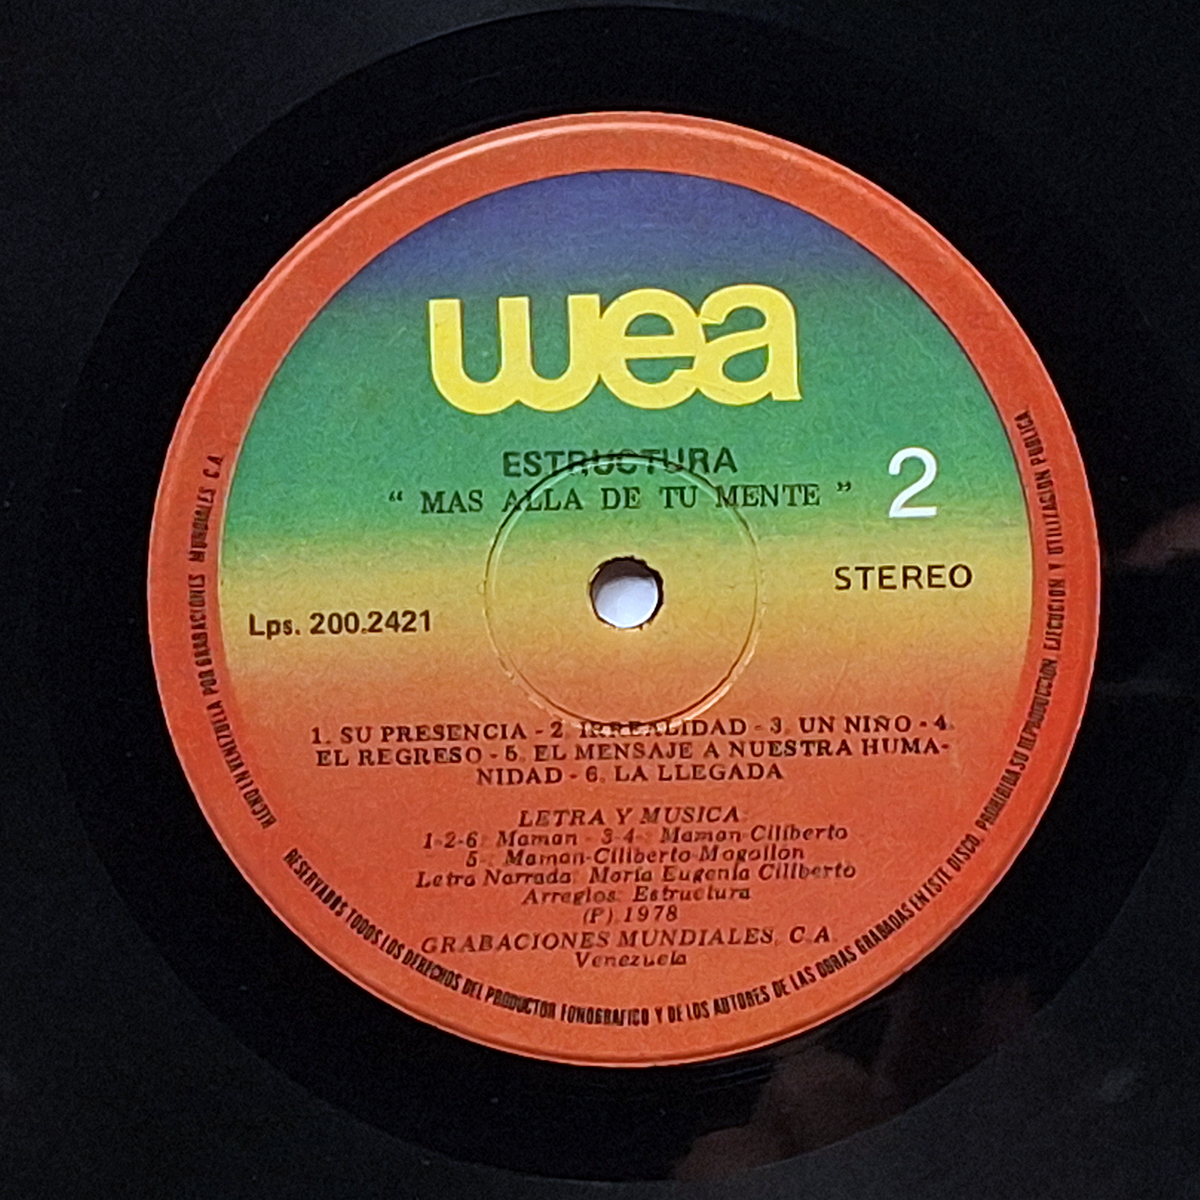 wea
ESTRUCTURA
“ MAS ALLA DE TU MENTE ”
2
STEREO
Lps. 200.2421
1. SU PRESENCIA - 2. IRREALIDAD - 3. UN NIÑO - 4.
EL REGRESO - 5. EL MENSAJE A NUESTRA HUMA-
NIDAD - 6. LA LLEGADA
LETRA Y MUSICA:
1-2-6: Maman - 3-4: Maman-Ciliberto
5: Maman-Ciliberto-Mogollon
Letra Narrada: María Eugenia Ciliberto
Arreglos: Estructura
(P) 1978
GRABACIONES MUNDIALES, C.A.
Venezuela
HECHO EN VENEZUELA POR GRABACIONES MUNDIALES C.A.
RESERVADOS TODOS LOS DERECHOS DEL PRODUCTOR FONOGRAFICO Y DE LOS AUTORES DE LAS OBRAS GRABADAS EN ESTE DISCO. PROHIBIDA SU REPRODUCCION, EJECUCION Y UTILIZACION PUBLICA.